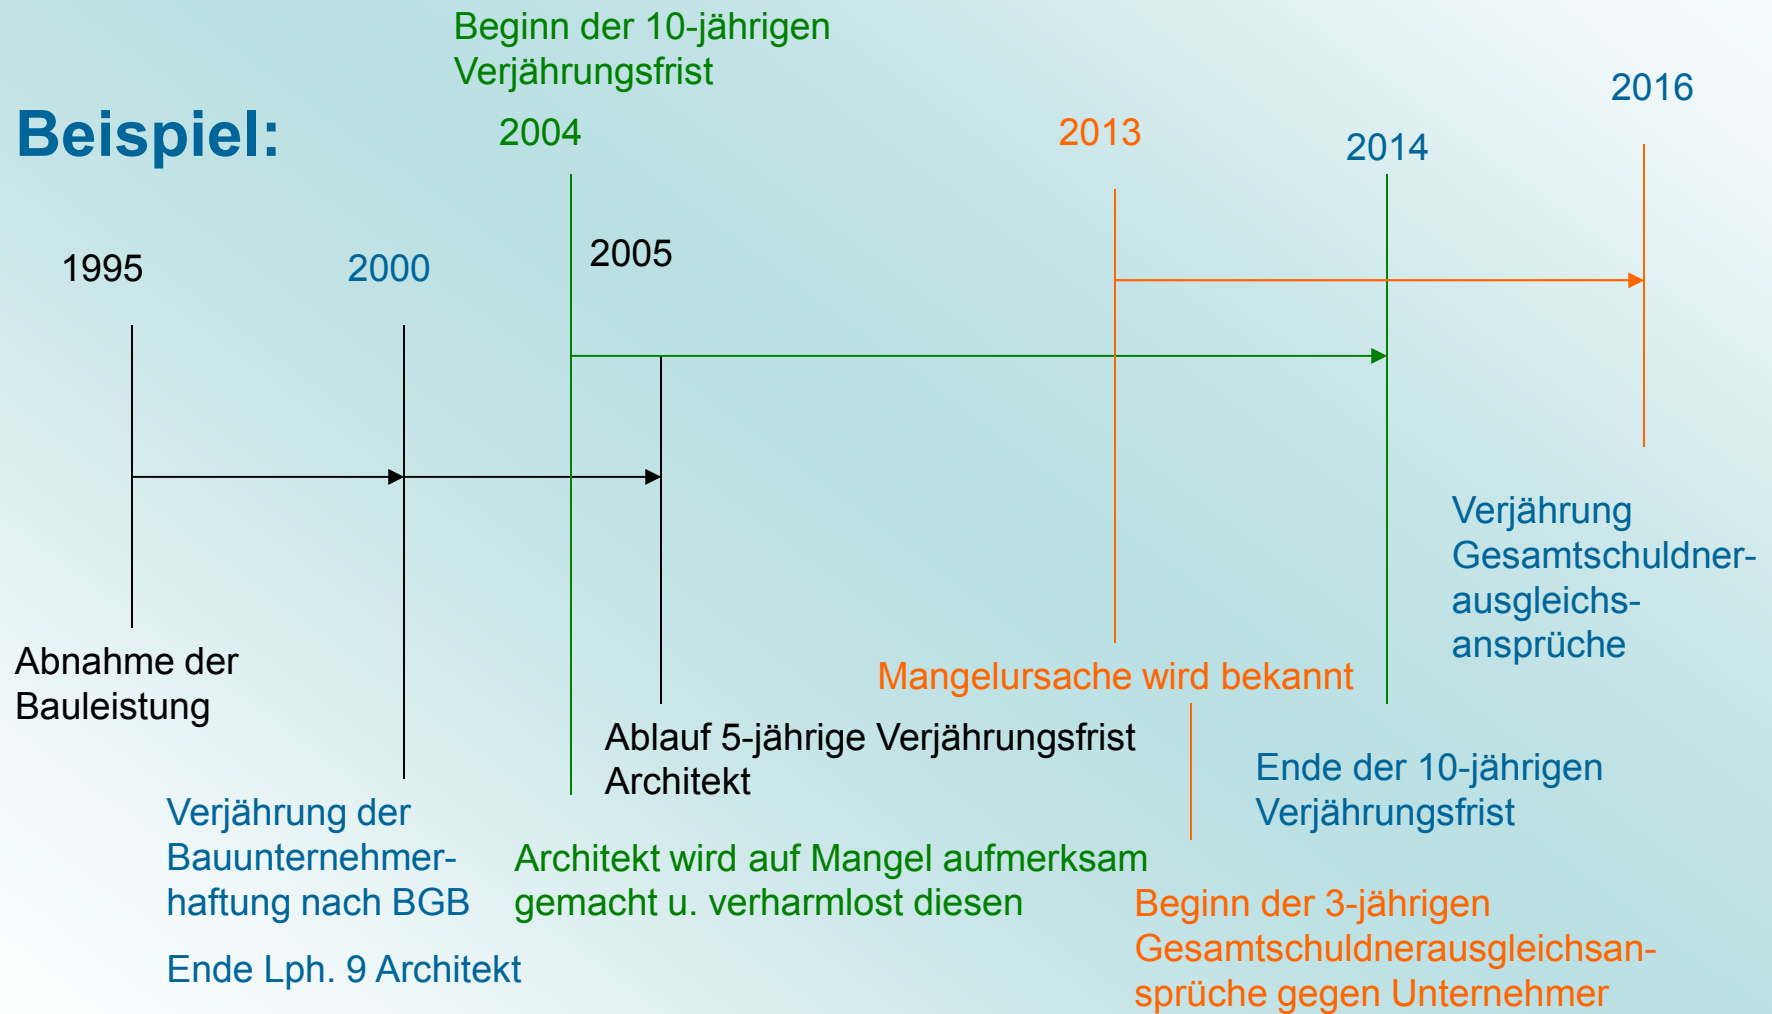 Beginn der 10-jährigen
Verjährungsfrist
Beispiel:
2004
2013
2014
2016
1995
2000
2005
Abnahme der
Bauleistung
Verjährung der
Bauunternehmer-
haftung nach BGB
Ende Lph. 9 Architekt
Ablauf 5-jährige Verjährungsfrist
Architekt
Architekt wird auf Mangel aufmerksam
gemacht u. verharmlost diesen
Mangelursache wird bekannt
Beginn der 3-jährigen
Gesamtschuldnerausgleichsan-
sprüche gegen Unternehmer
Ende der 10-jährigen
Verjährungsfrist
Verjährung
Gesamtschuldner-
ausgleichs-
ansprüche